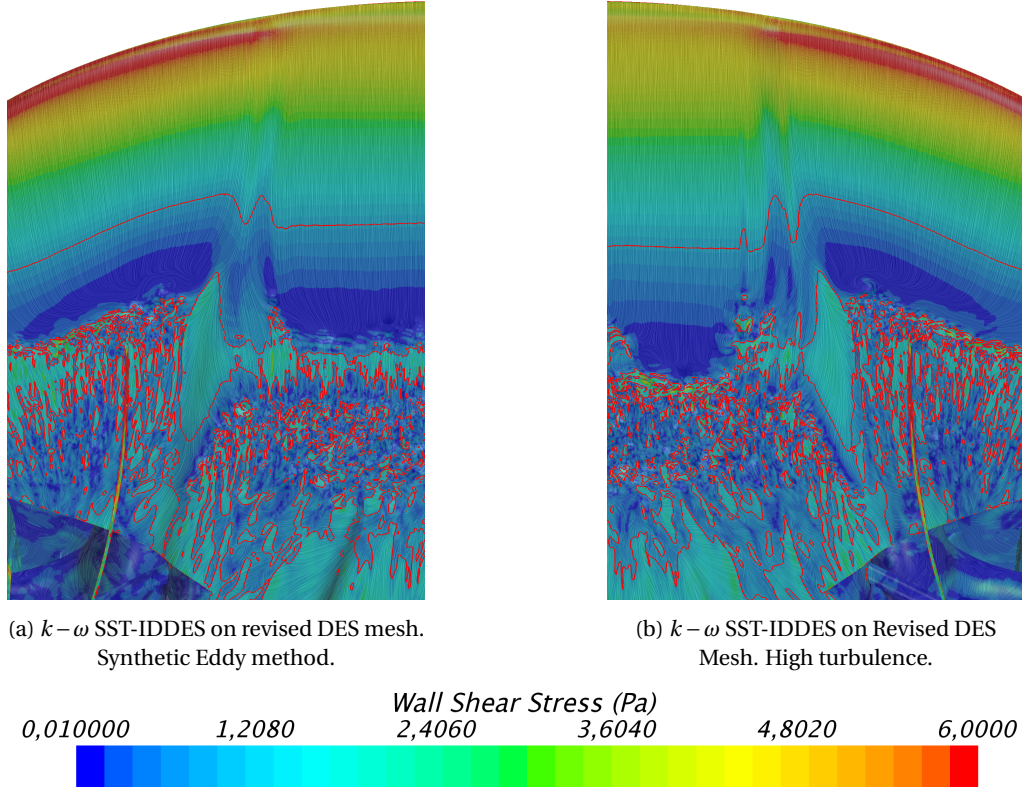 (a) k – ω SST-IDDES on revised DES mesh.
Synthetic Eddy method.
(b) k – ω SST-IDDES on Revised DES
Mesh. High turbulence.
Wall Shear Stress (Pa)
0,010000 1,2080 2,4060 3,6040 4,8020 6,0000